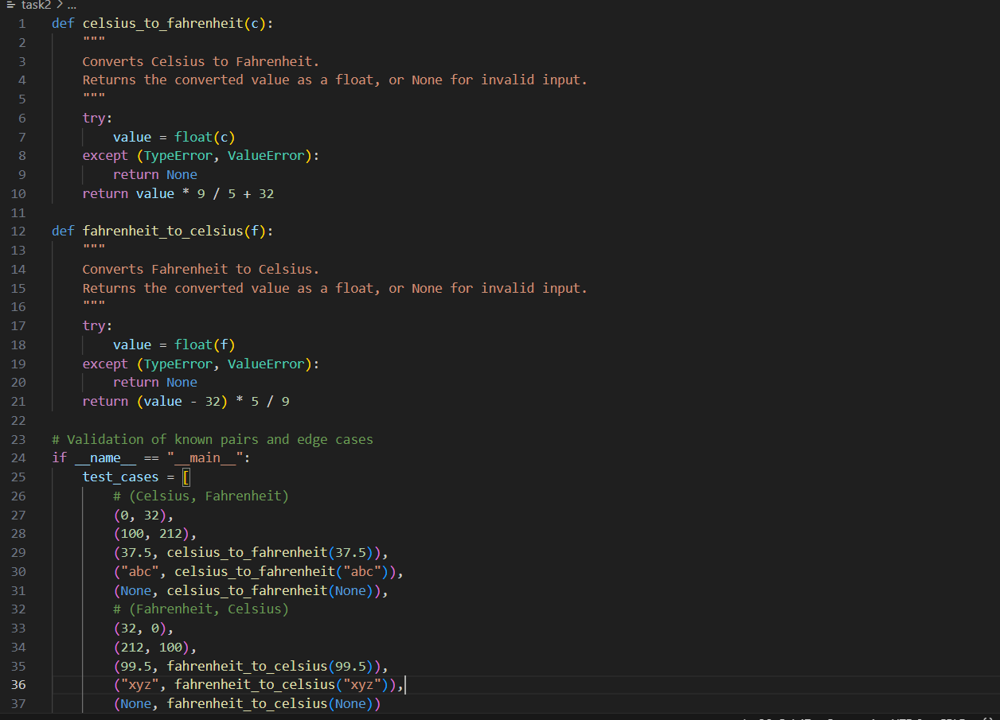 task2 > ...
1 def celsius_to_fahrenheit(c):
2     """
3     Converts Celsius to Fahrenheit.
4     Returns the converted value as a float, or None for invalid input.
5     """
6     try:
7         value = float(c)
8     except (TypeError, ValueError):
9         return None
10     return value * 9 / 5 + 32
11
12 def fahrenheit_to_celsius(f):
13     """
14     Converts Fahrenheit to Celsius.
15     Returns the converted value as a float, or None for invalid input.
16     """
17     try:
18         value = float(f)
19     except (TypeError, ValueError):
20         return None
21     return (value - 32) * 5 / 9
22
23 # Validation of known pairs and edge cases
24 if __name__ == "__main__":
25     test_cases = [
26         # (Celsius, Fahrenheit)
27         (0, 32),
28         (100, 212),
29         (37.5, celsius_to_fahrenheit(37.5)),
30         ("abc", celsius_to_fahrenheit("abc")),
31         (None, celsius_to_fahrenheit(None)),
32         # (Fahrenheit, Celsius)
33         (32, 0),
34         (212, 100),
35         (99.5, fahrenheit_to_celsius(99.5)),
36         ("xyz", fahrenheit_to_celsius("xyz")),
37         (None, fahrenheit_to_celsius(None))